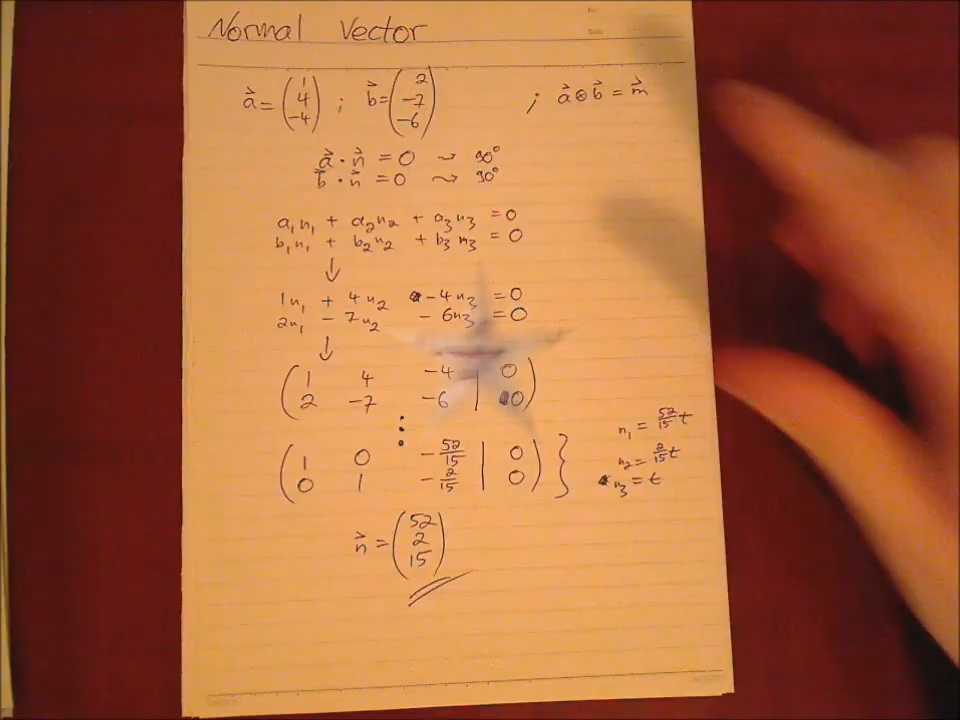 Normal Vector
a⃗ = (1 4 -4) ; b⃗ = (2 -7 -6) ; a⃗ ⊗ b⃗ = m⃗
a⃗ · n⃗ = 0 ⇝ 90°
b⃗ · n⃗ = 0 ⇝ 90°
a₁n₁ + a₂n₂ + a₃n₃ = 0
b₁n₁ + b₂n₂ + b₃n₃ = 0
↓
1n₁ + 4n₂ -4n₃ = 0
2n₁ - 7n₂ - 6n₃ = 0
↓
(1 4 -4 | 0)
(2 -7 -6 | 0)
⋮
(1 0 -52/15 | 0)
(0 1 -2/15 | 0) }
n₁ = 52/15 t
n₂ = 2/15 t
n₃ = t
n⃗ = (52 2 15)